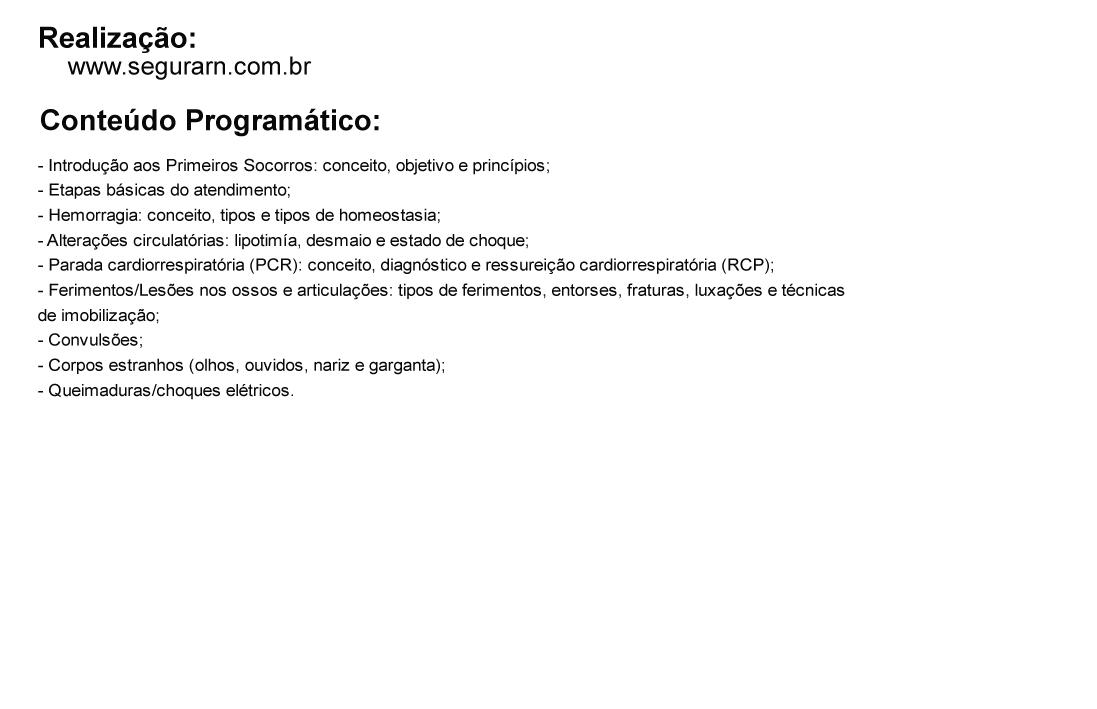 Realização:
www.segurarn.com.br
Conteúdo Programático:
- Introdução aos Primeiros Socorros: conceito, objetivo e princípios;
- Etapas básicas do atendimento;
- Hemorragia: conceito, tipos e tipos de homeostasia;
- Alterações circulatórias: lipotimía, desmaio e estado de choque;
- Parada cardiorrespiratória (PCR): conceito, diagnóstico e ressureição cardiorrespiratória (RCP);
- Ferimentos/Lesões nos ossos e articulações: tipos de ferimentos, entorses, fraturas, luxações e técnicas
de imobilização;
- Convulsões;
- Corpos estranhos (olhos, ouvidos, nariz e garganta);
- Queimaduras/choques elétricos.